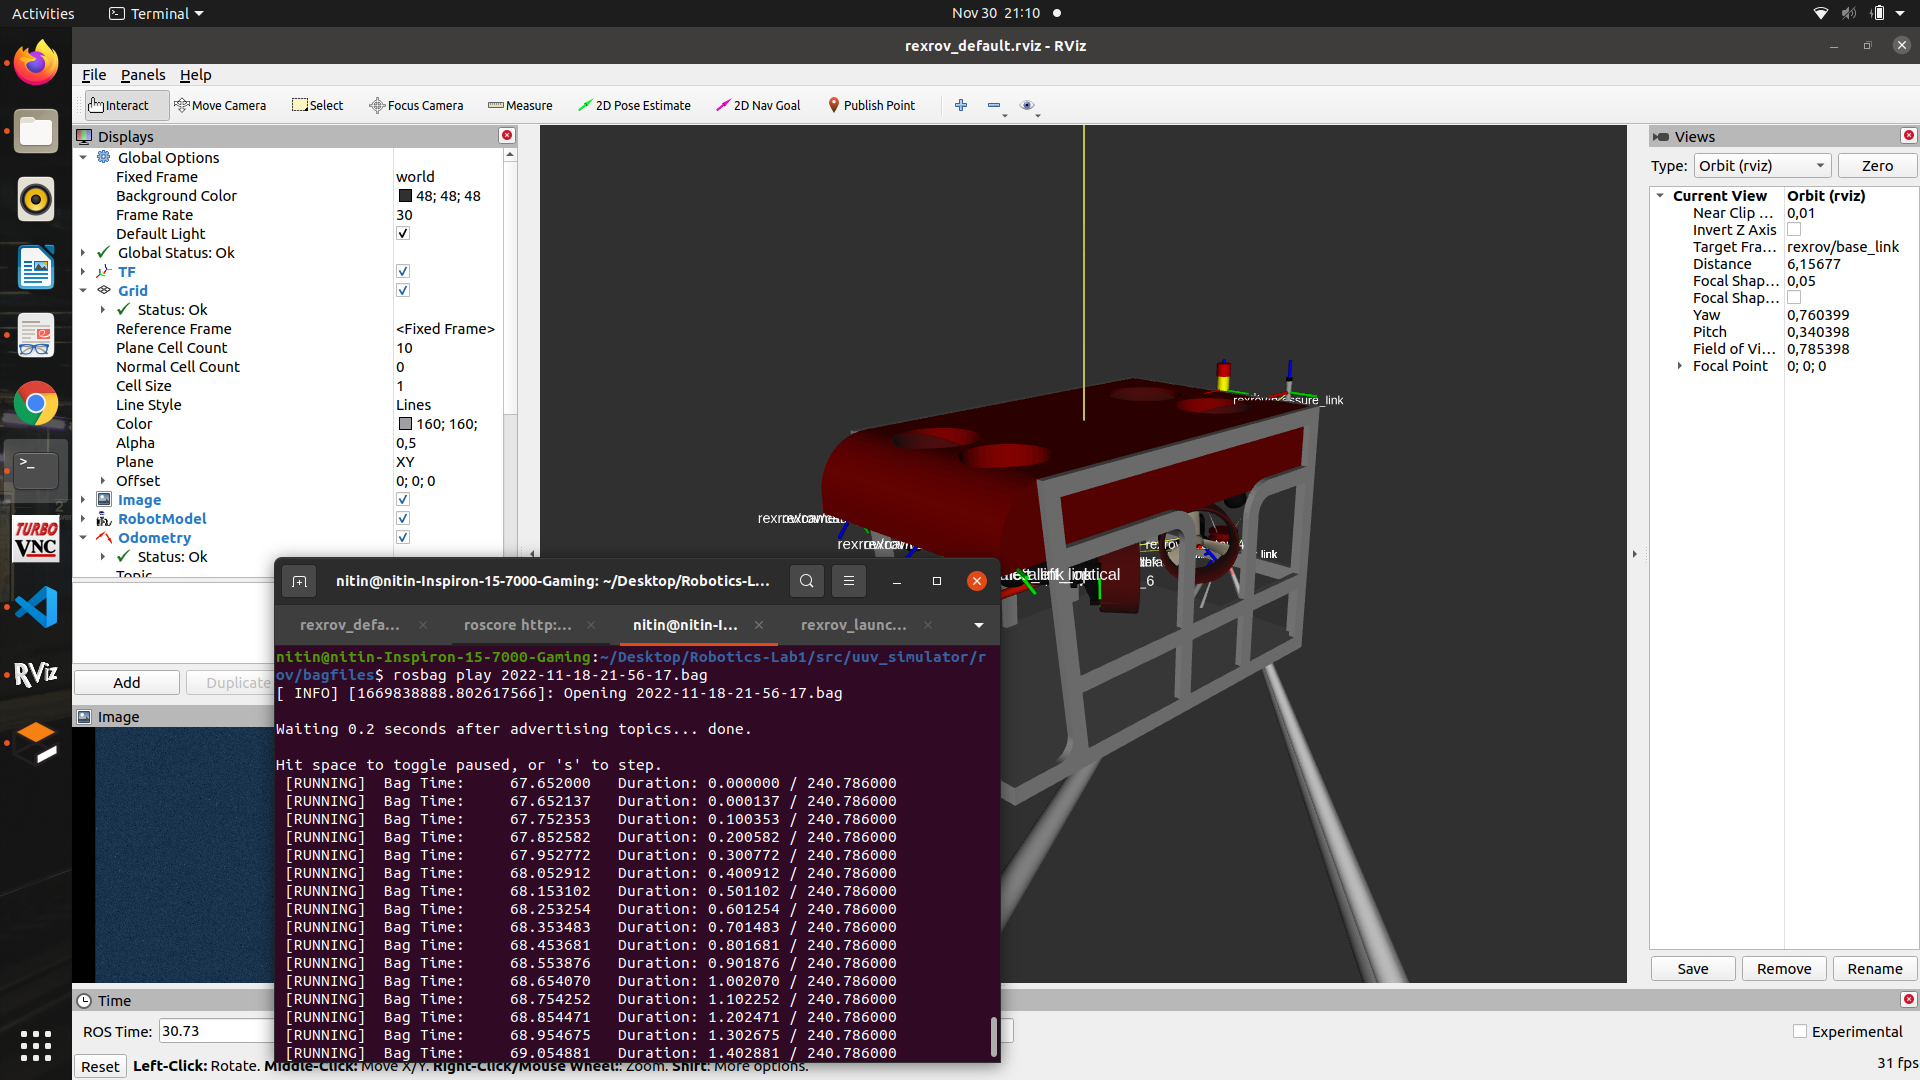 Activities
Terminal
Nov 30 21:10
rexrov_default.rviz - RViz
File Panels Help
Interact
Move Camera
Select
Focus Camera
Measure
2D Pose Estimate
2D Nav Goal
Publish Point
Displays
Global Options
Fixed Frame world
Background Color 48; 48; 48
Frame Rate 30
Default Light
Global Status: Ok
TF
Grid
Status: Ok
Reference Frame <Fixed Frame>
Plane Cell Count 10
Normal Cell Count 0
Cell Size 1
Line Style Lines
Color 160; 160;
Alpha 0,5
Plane XY
Offset 0; 0; 0
Image
RobotModel
Odometry
Status: Ok
Topic
Add
Duplicate
Image
TURBO
VNC
RViz
2
nitin@nitin-Inspiron-15-7000-Gaming: ~/Desktop/Robotics-L...
rexrov_defa...
roscore http:...
nitin@nitin-I...
rexrov_launc...
nitin@nitin-Inspiron-15-7000-Gaming:~/Desktop/Robotics-Lab1/src/uuv_simulator/r
ov/bagfiles$ rosbag play 2022-11-18-21-56-17.bag
[ INFO] [1669838888.802617566]: Opening 2022-11-18-21-56-17.bag
Waiting 0.2 seconds after advertising topics... done.
Hit space to toggle paused, or 's' to step.
[RUNNING] Bag Time: 67.652000 Duration: 0.000000 / 240.786000
[RUNNING] Bag Time: 67.652137 Duration: 0.000137 / 240.786000
[RUNNING] Bag Time: 67.752353 Duration: 0.100353 / 240.786000
[RUNNING] Bag Time: 67.852582 Duration: 0.200582 / 240.786000
[RUNNING] Bag Time: 67.952772 Duration: 0.300772 / 240.786000
[RUNNING] Bag Time: 68.052912 Duration: 0.400912 / 240.786000
[RUNNING] Bag Time: 68.153102 Duration: 0.501102 / 240.786000
[RUNNING] Bag Time: 68.253254 Duration: 0.601254 / 240.786000
[RUNNING] Bag Time: 68.353483 Duration: 0.701483 / 240.786000
[RUNNING] Bag Time: 68.453681 Duration: 0.801681 / 240.786000
[RUNNING] Bag Time: 68.553876 Duration: 0.901876 / 240.786000
[RUNNING] Bag Time: 68.654070 Duration: 1.002070 / 240.786000
[RUNNING] Bag Time: 68.754252 Duration: 1.102252 / 240.786000
[RUNNING] Bag Time: 68.854471 Duration: 1.202471 / 240.786000
[RUNNING] Bag Time: 68.954675 Duration: 1.302675 / 240.786000
[RUNNING] Bag Time: 69.054881 Duration: 1.402881 / 240.786000
Views
Type: Orbit (rviz) Zero
Current View Orbit (rviz)
Near Clip ... 0,01
Invert Z Axis
Target Fra... rexrov/base_link
Distance 6,15677
Focal Shap... 0,05
Focal Shap...
Yaw 0,760399
Pitch 0,340398
Field of Vi... 0,785398
Focal Point 0; 0; 0
Save Remove Rename
Time
ROS Time: 30.73
Experimental
Reset Left-Click: Rotate. Middle-Click: Move X/Y. Right-Click/Mouse Wheel:: Zoom. Shift: More options.
31 fps